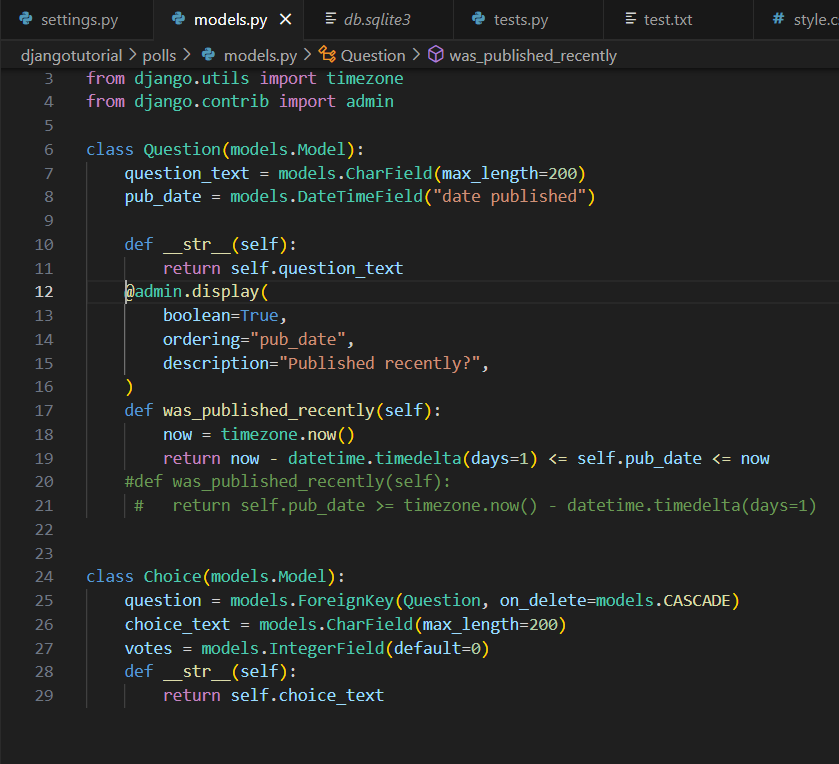 settings.py models.py db.sqlite3 tests.py test.txt # style.c
djangotutorial > polls > models.py > Question > was_published_recently
3 from django.utils import timezone
4 from django.contrib import admin
5
6 class Question(models.Model):
7 question_text = models.CharField(max_length=200)
8 pub_date = models.DateTimeField("date published")
9
10 def __str__(self):
11 return self.question_text
12 @admin.display(
13 boolean=True,
14 ordering="pub_date",
15 description="Published recently?",
16 )
17 def was_published_recently(self):
18 now = timezone.now()
19 return now - datetime.timedelta(days=1) <= self.pub_date <= now
20 #def was_published_recently(self):
21 # return self.pub_date >= timezone.now() - datetime.timedelta(days=1)
22
23
24 class Choice(models.Model):
25 question = models.ForeignKey(Question, on_delete=models.CASCADE)
26 choice_text = models.CharField(max_length=200)
27 votes = models.IntegerField(default=0)
28 def __str__(self):
29 return self.choice_text